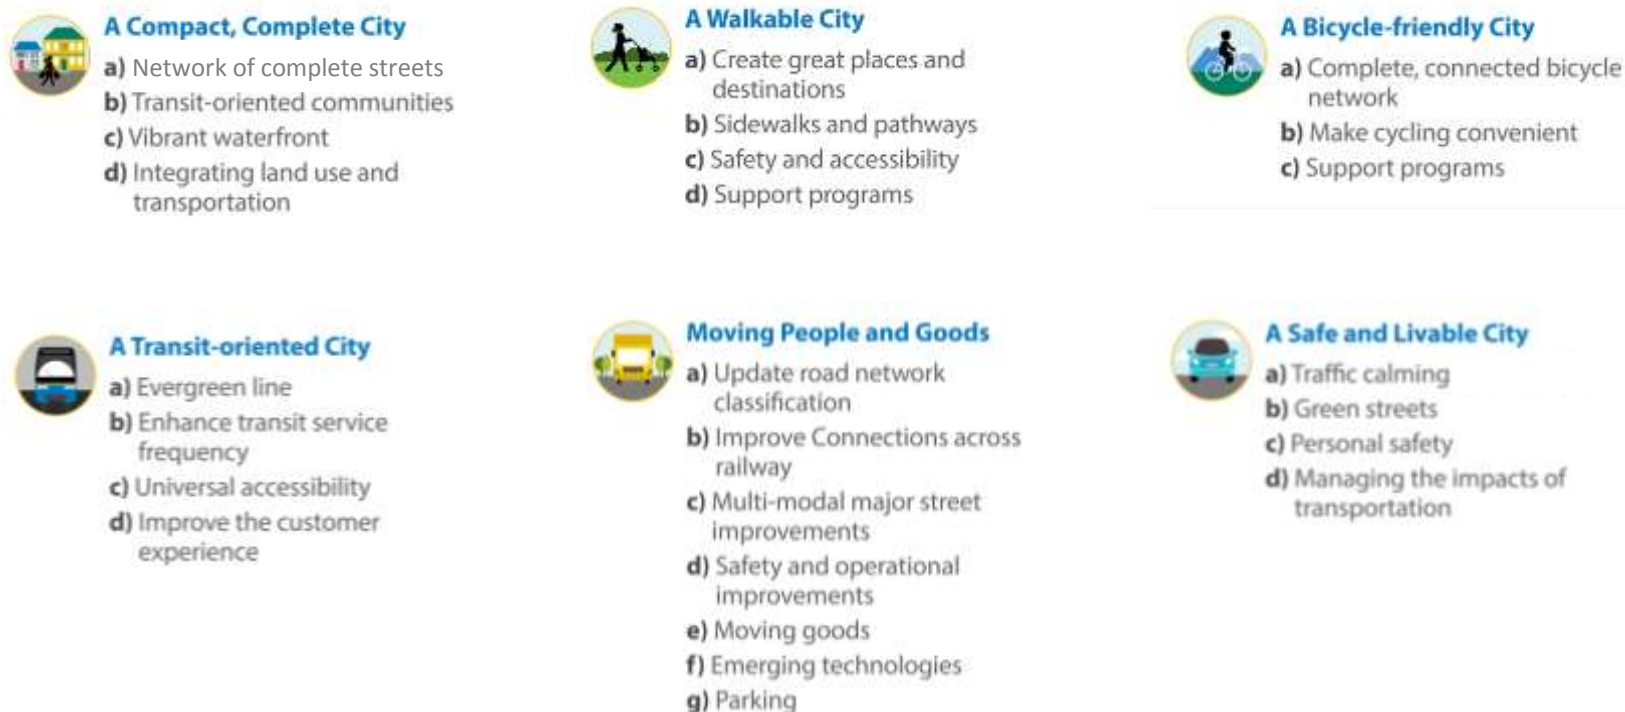 A Compact, Complete City
a) Network of complete streets
b) Transit-oriented communities
c) Vibrant waterfront
d) Integrating land use and
transportation
A Walkable City
a) Create great places and
destinations
b) Sidewalks and pathways
c) Safety and accessibility
d) Support programs
A Bicycle-friendly City
a) Complete, connected bicycle
network
b) Make cycling convenient
c) Support programs
A Transit-oriented City
a) Evergreen line
b) Enhance transit service
frequency
c) Universal accessibility
d) Improve the customer
experience
Moving People and Goods
a) Update road network
classification
b) Improve Connections across
railway
c) Multi-modal major street
improvements
d) Safety and operational
improvements
e) Moving goods
f) Emerging technologies
g) Parking
A Safe and Livable City
a) Traffic calming
b) Green streets
c) Personal safety
d) Managing the impacts of
transportation